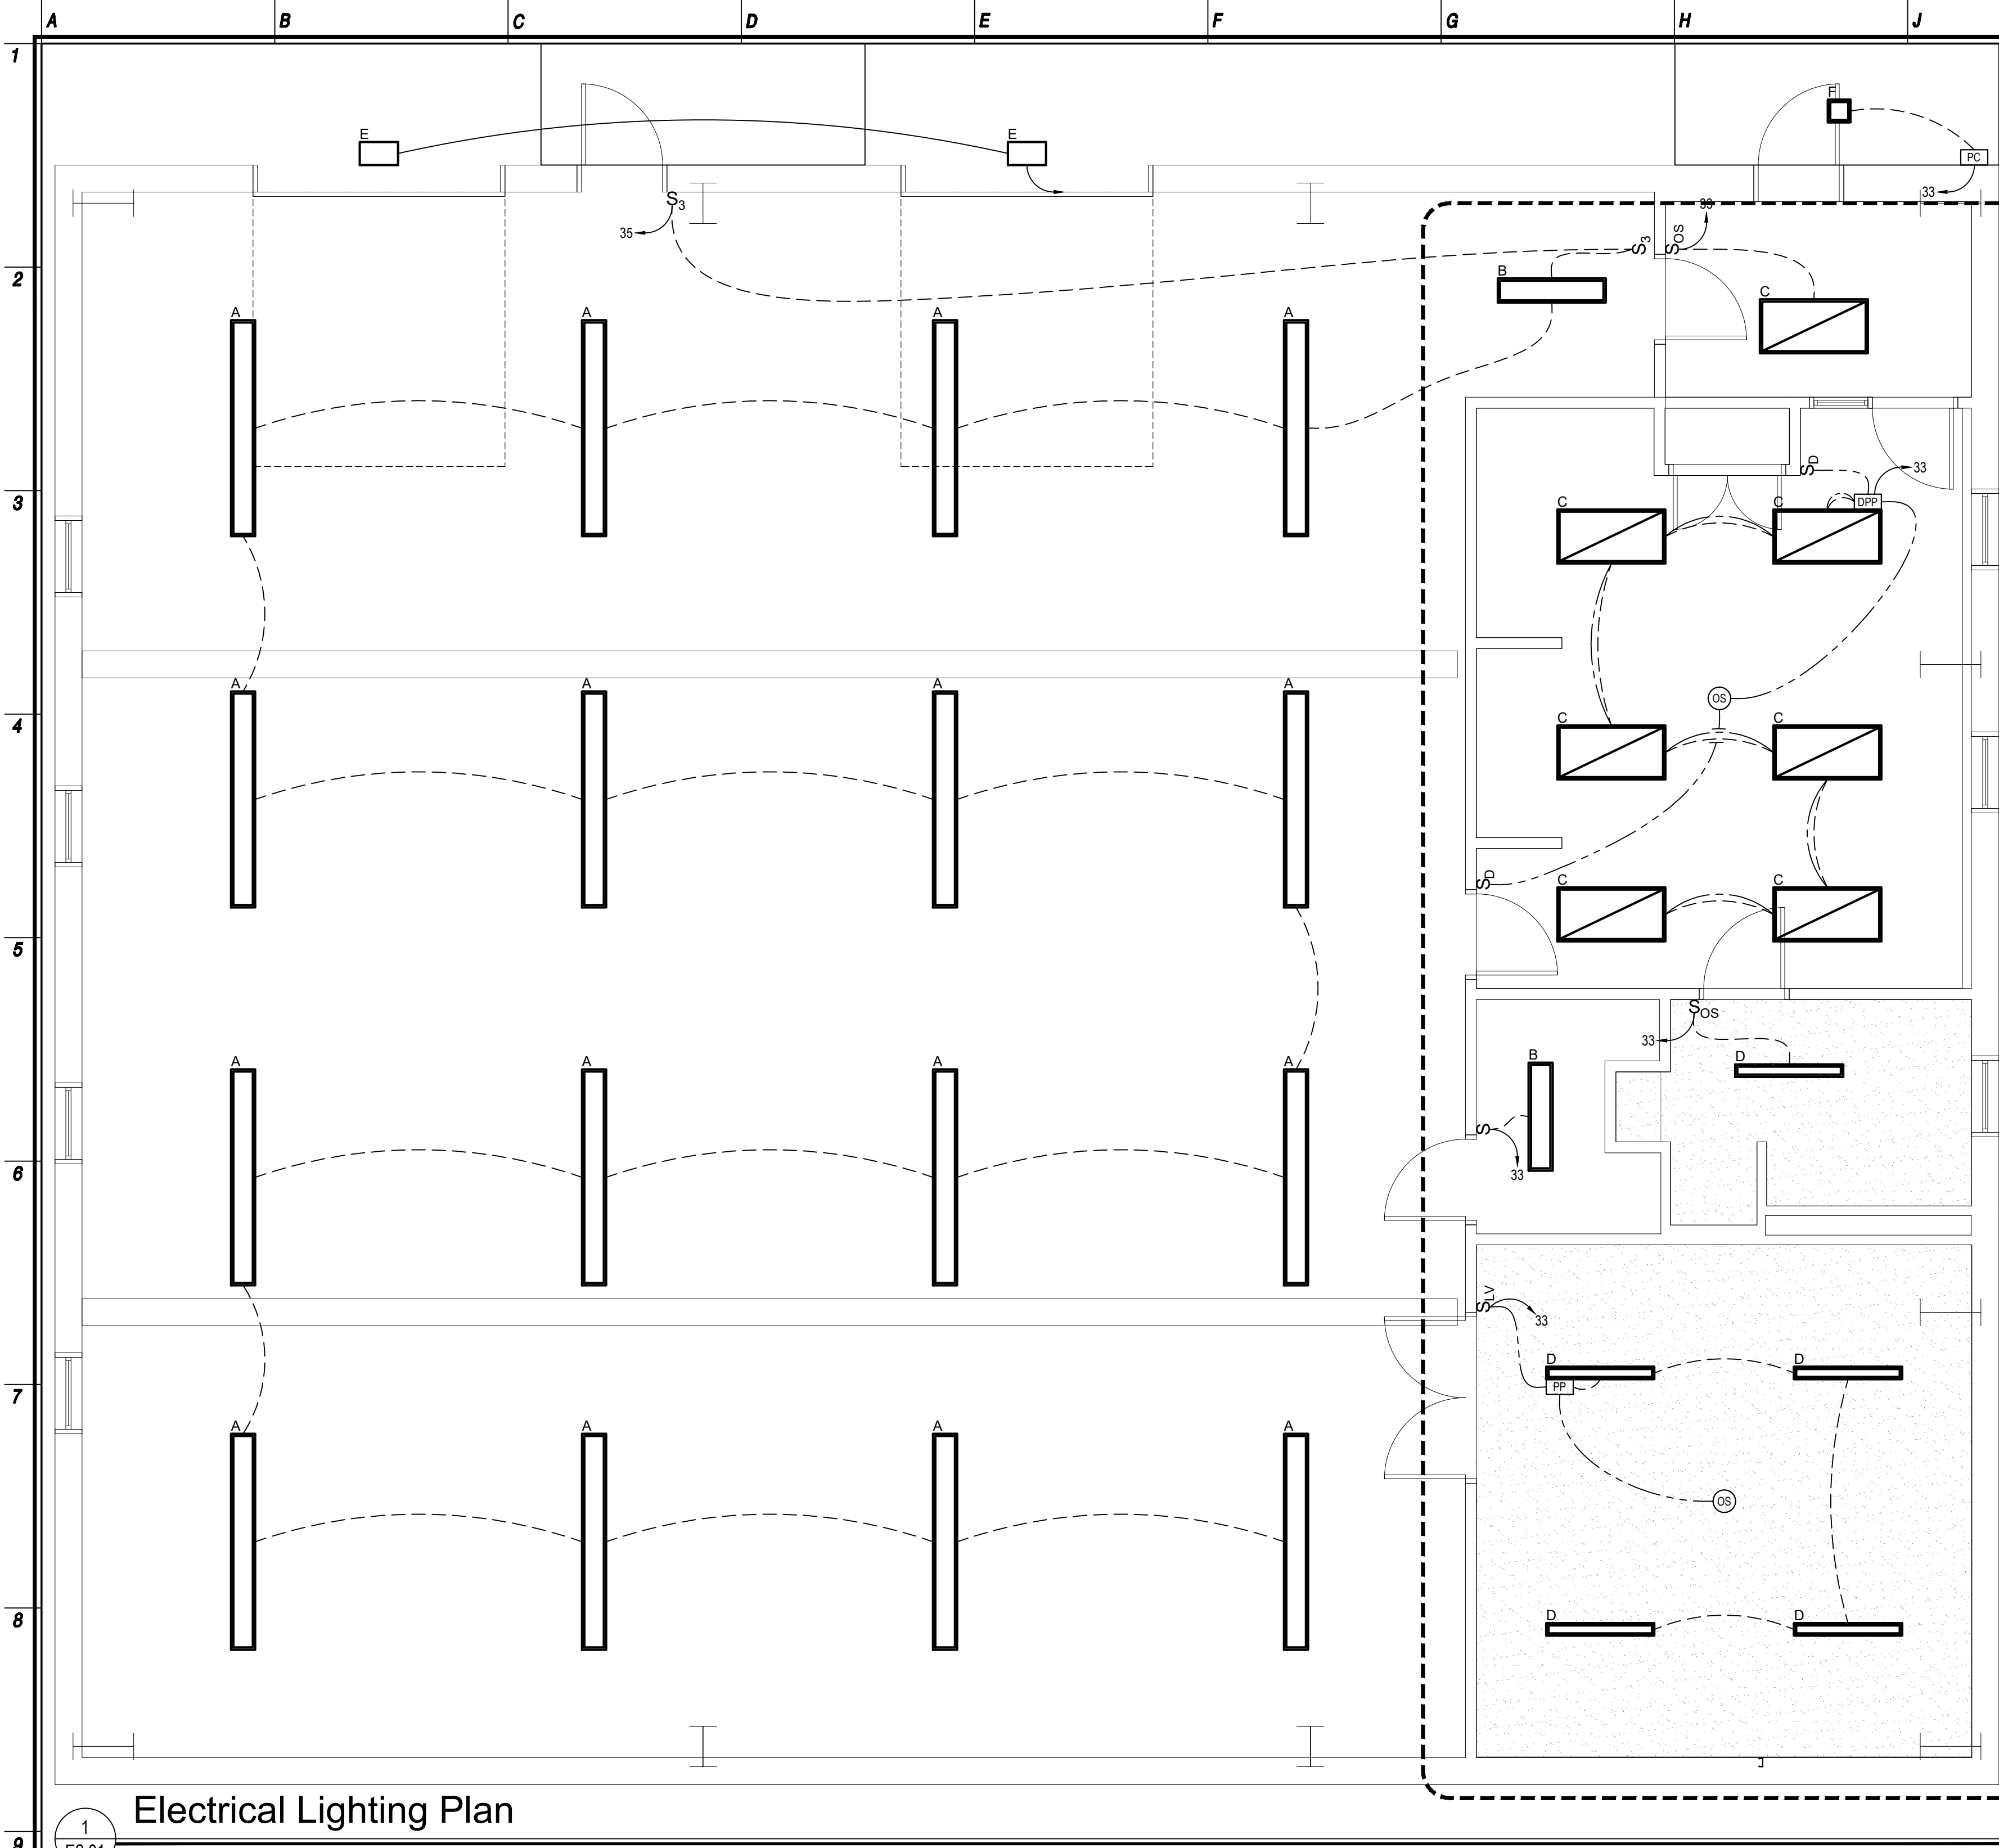 A B C D E F G H J
1
F
E E
PC
33
S3
35
33
S3 SOS
2
B
C
A A A A
SD
33
3
C C
DPP
A A A A
OS
4
C C
SD
C C
5
SOS
33
B
D
A A A A
S
33
6
SLV
33
D D
PP
7
A A A A
OS
8
D D
Electrical Lighting Plan
1
9